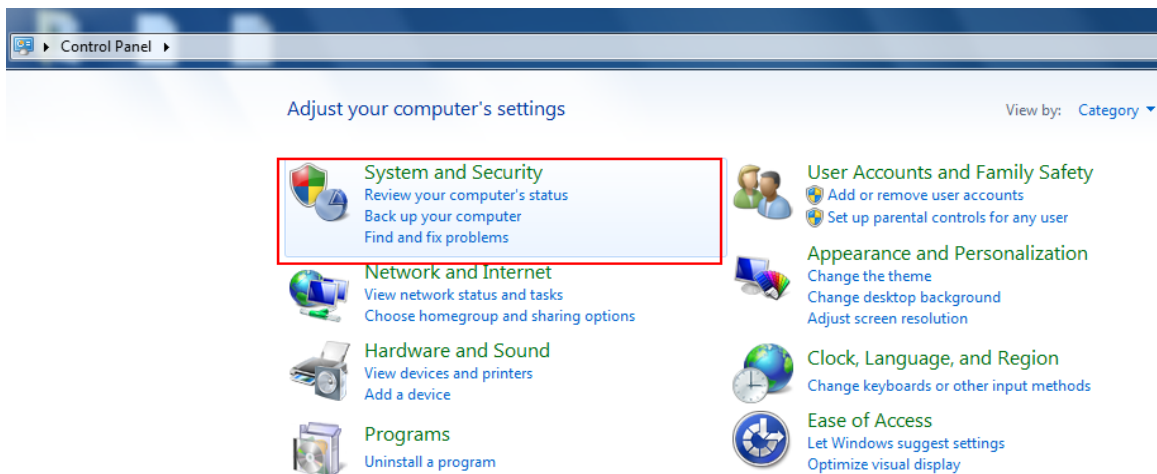 Control Panel
Adjust your computer's settings
View by: Category
System and Security
Review your computer's status
Back up your computer
Find and fix problems
Network and Internet
View network status and tasks
Choose homegroup and sharing options
Hardware and Sound
View devices and printers
Add a device
Programs
Uninstall a program
User Accounts and Family Safety
Add or remove user accounts
Set up parental controls for any user
Appearance and Personalization
Change the theme
Change desktop background
Adjust screen resolution
Clock, Language, and Region
Change keyboards or other input methods
Ease of Access
Let Windows suggest settings
Optimize visual display